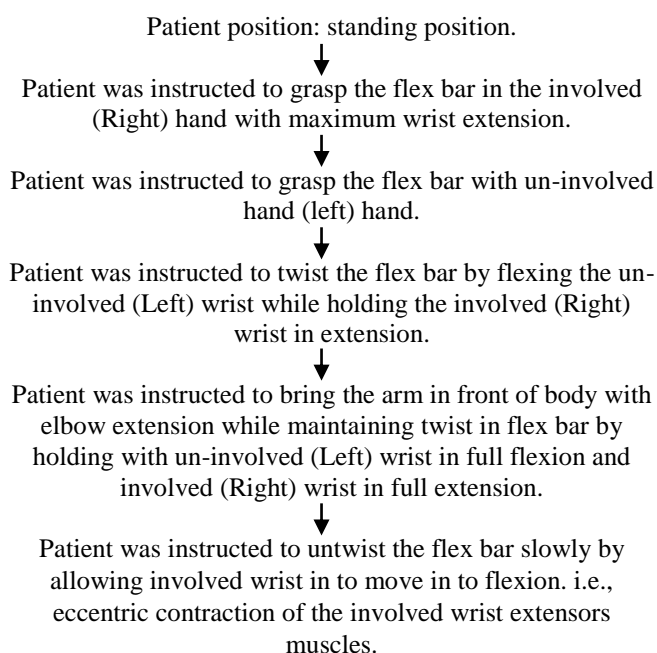 Patient position: standing position.
Patient was instructed to grasp the flex bar in the involved
(Right) hand with maximum wrist extension.
Patient was instructed to grasp the flex bar with un-involved
hand (left) hand.
Patient was instructed to twist the flex bar by flexing the un-
involved (Left) wrist while holding the involved (Right)
wrist in extension.
Patient was instructed to bring the arm in front of body with
elbow extension while maintaining twist in flex bar by
holding with un-involved (Left) wrist in full flexion and
involved (Right) wrist in full extension.
Patient was instructed to untwist the flex bar slowly by
allowing involved wrist in to move in to flexion. i.e.,
eccentric contraction of the involved wrist extensors
muscles.